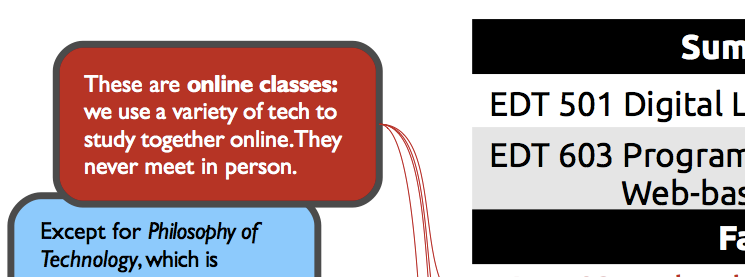 These are online classes:
we use a variety of tech to
study together online. They
never meet in person.
Except for Philosophy of
Technology, which is
Sum
EDT 501 Digital L
EDT 603 Program
Web-bas
Fa